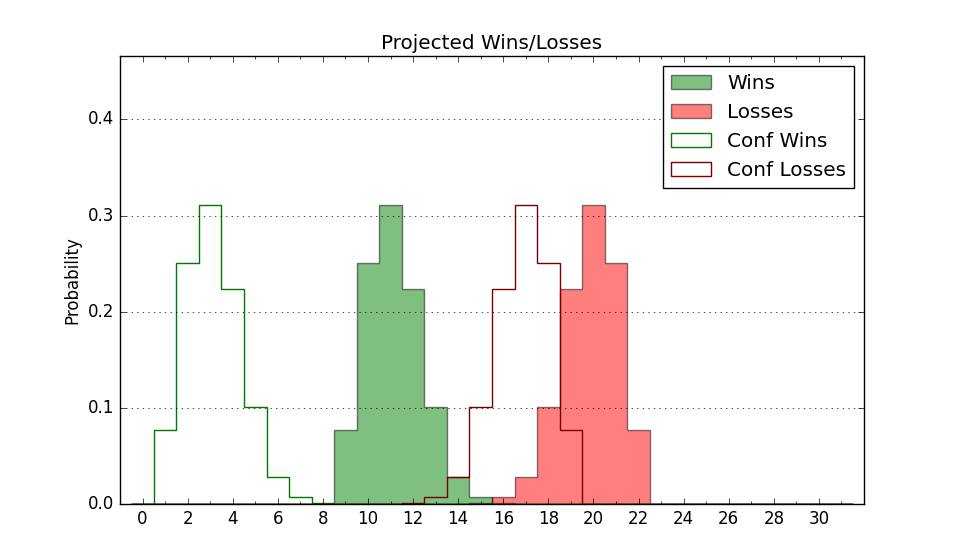 Projected Wins/Losses
Wins
Losses
Conf Wins
Conf Losses
Probability
0.4
0.3
0.2
0.1
0.0
0 2 4 6 8 10 12 14 16 18 20 22 24 26 28 30